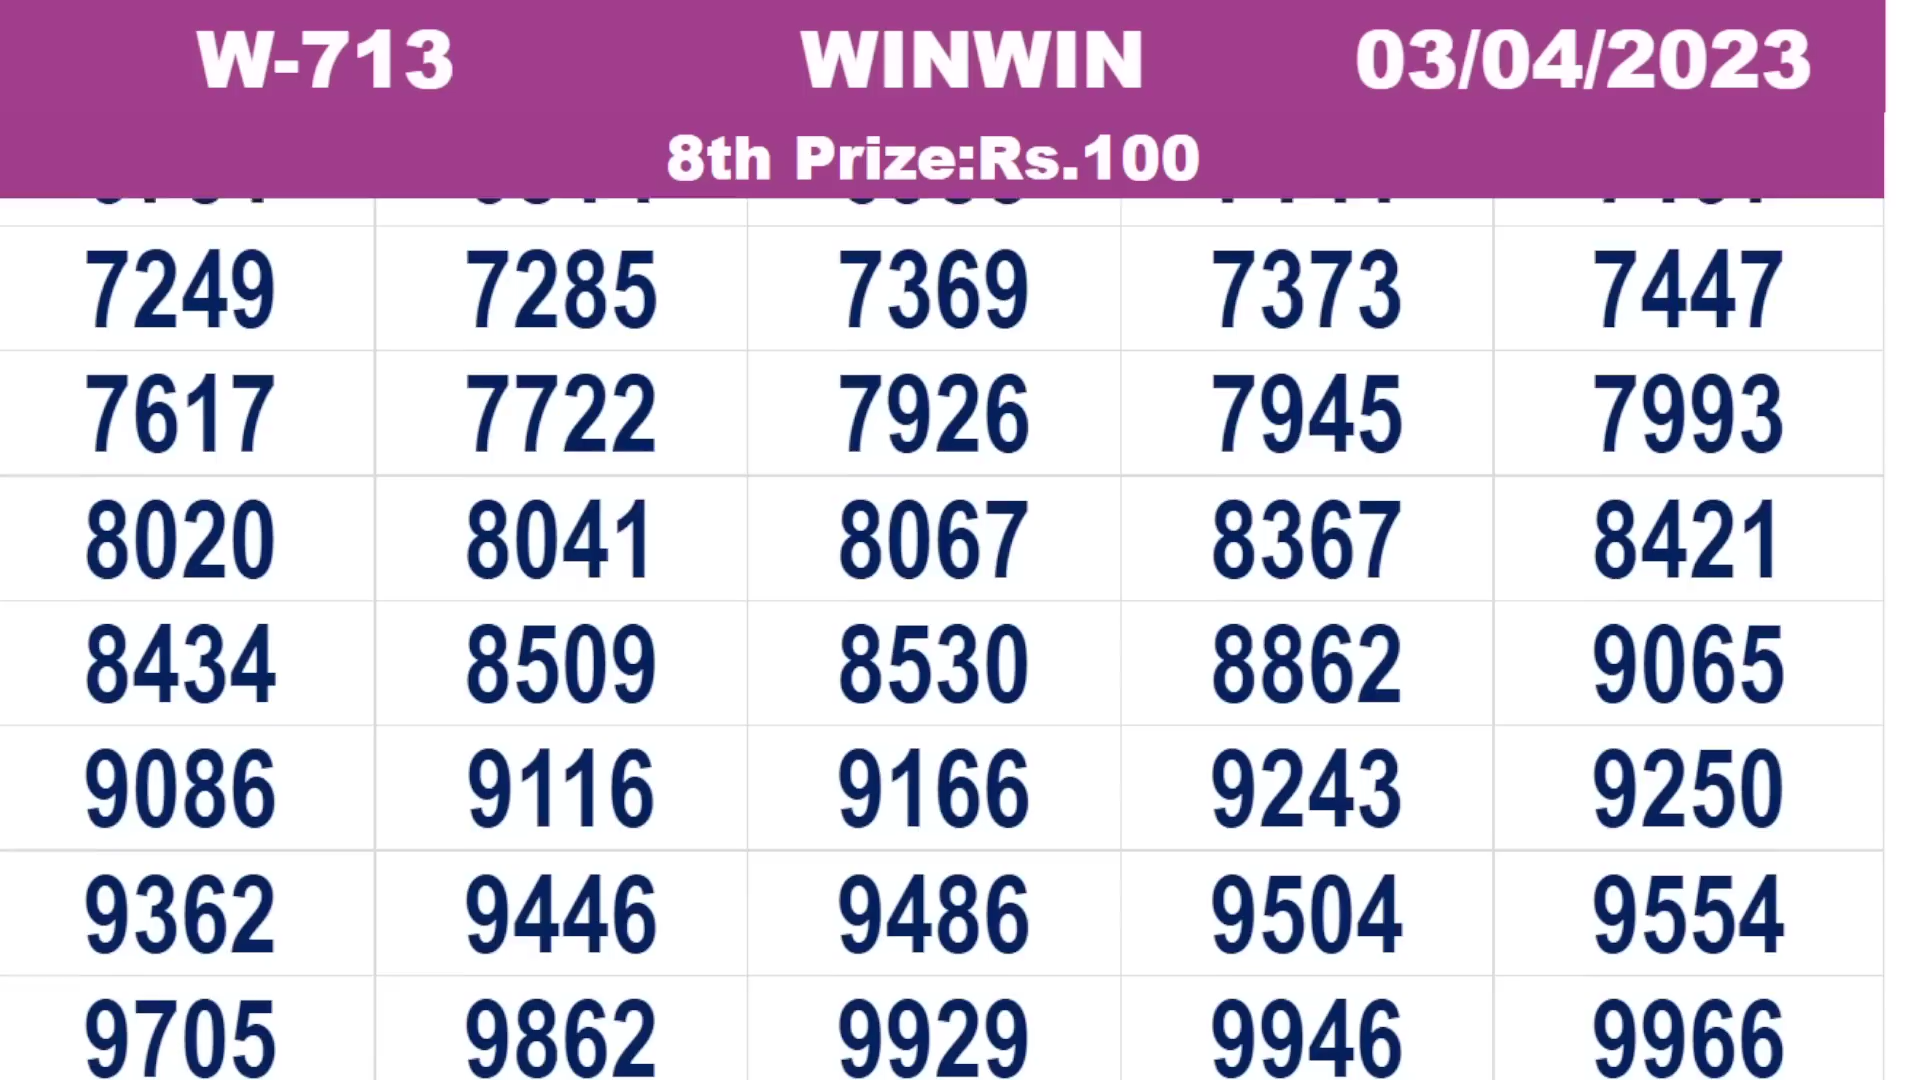 W-713 WINWIN 03/04/2023
8th Prize:Rs.100
7249 7285 7369 7373 7447
7617 7722 7926 7945 7993
8020 8041 8067 8367 8421
8434 8509 8530 8862 9065
9086 9116 9166 9243 9250
9362 9446 9486 9504 9554
9705 9862 9929 9946 9966